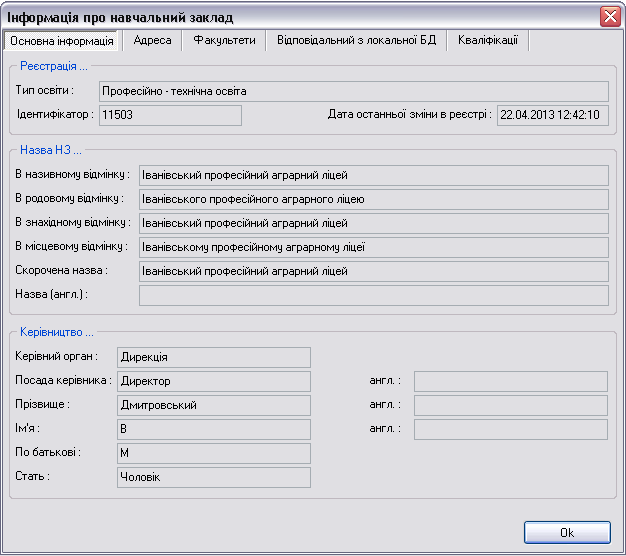 Інформація про навчальний заклад
Основна інформація Адреса Факультети Відповідальний з локальної БД Кваліфікації
Реєстрація ...
Тип освіти : Професійно - технічна освіта
Ідентифікатор : 11503 Дата останньої зміни в реєстрі : 22.04.2013 12:42:10
Назва НЗ ...
В називному відмінку : Іванівський професійний аграрний ліцей
В родовому відмінку : Іванівського професійного аграрного ліцею
В знахідному відмінку : Іванівський професійний аграрний ліцей
В місцевому відмінку : Іванівському професійному аграрному ліцеї
Скорочена назва : Іванівський професійний аграрний ліцей
Назва (англ.) :
Керівництво ...
Керівний орган : Дирекція
Посада керівника : Директор англ. :
Прізвище : Дмитровський англ. :
Ім'я : В англ. :
По батькові : М
Стать : Чоловік
Ok